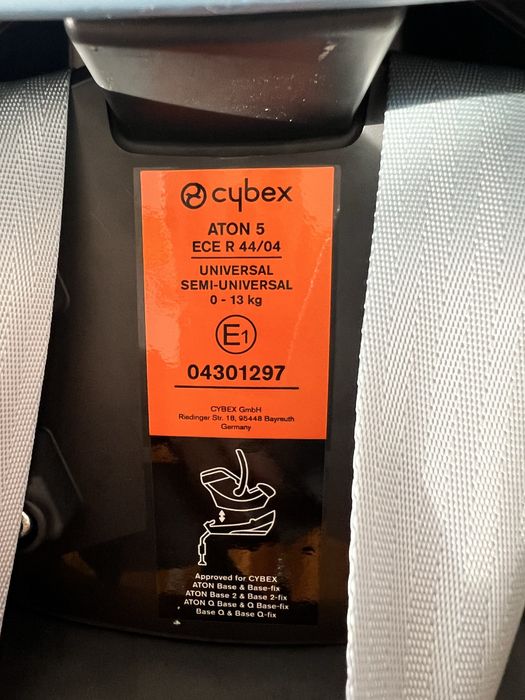 cybex
ATON 5
ECE R 44/04
UNIVERSAL
SEMI-UNIVERSAL
0 - 13 kg
E1
04301297
CYBEX GmbH
Riedinger Str. 18, 95448 Bayreuth
Germany
Approved for CYBEX
ATON Base & Base-fix
ATON Base 2 & Base 2-fix
ATON Q Base & Q Base-fix
Base Q & Base Q-fix